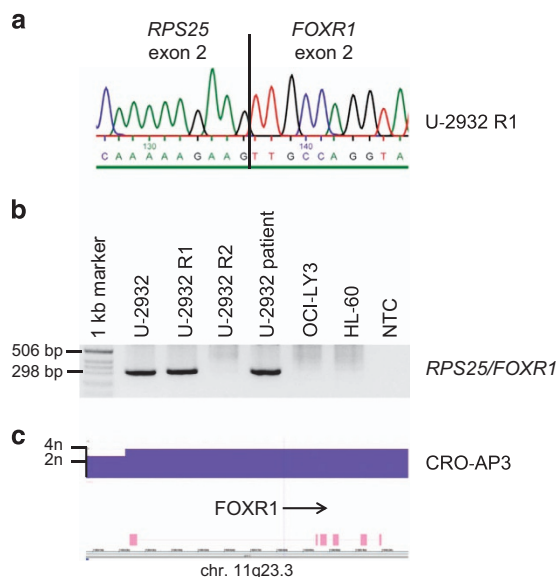 a
RPS25 FOXR1
exon 2 exon 2
U-2932 R1
130 140
C A A A A A G A A G T T G C C A G G T A
b
1 kb marker
U-2932
U-2932 R1
U-2932 R2
U-2932 patient
OCI-LY3
HL-60
NTC
506 bp
298 bp
RPS25/FOXR1
c
4n
2n
CRO-AP3
FOXR1
chr. 11q23.3